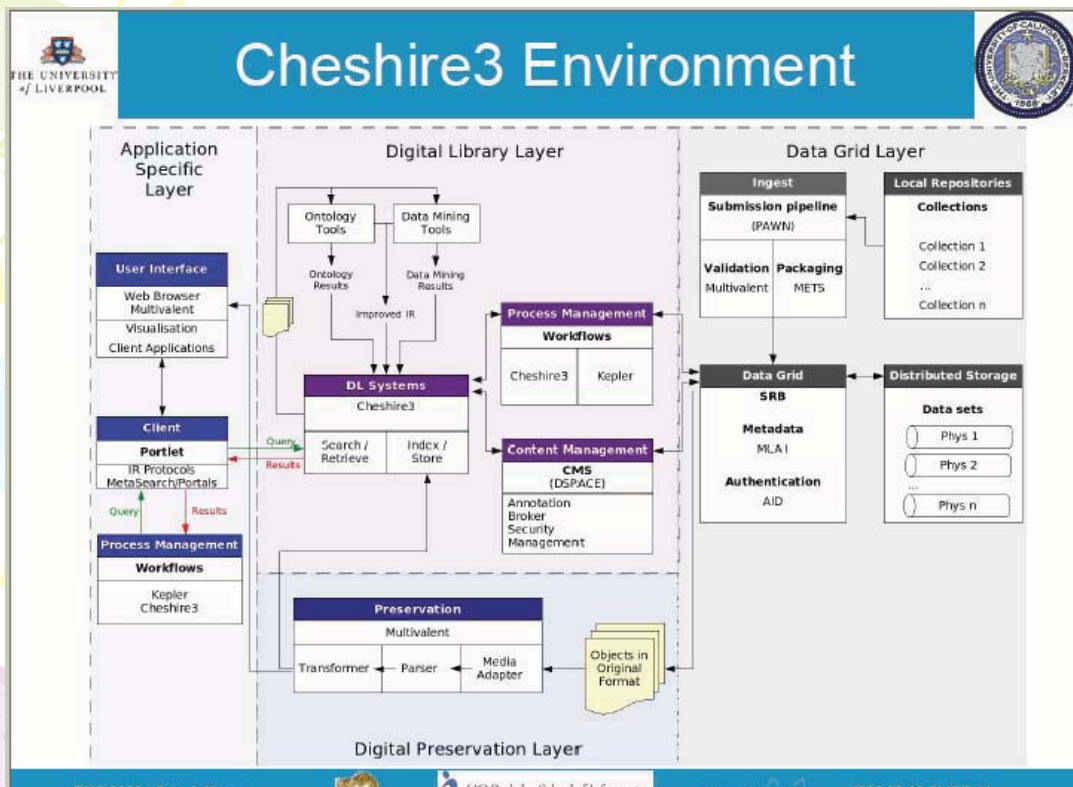 Cheshire3 Environment
THE UNIVERSITY
of LIVERPOOL
Application
Specific
Layer
User Interface
Web Browser
Multivalent
Visualisation
Client Applications
Client
Portlet
IR Protocols
MetaSearch/Portals
Query
Results
Process Management
Workflows
Kepler
Cheshire3
Digital Library Layer
Ontology
Tools
Data Mining
Tools
Ontology
Results
Data Mining
Results
Improved IR
DL Systems
Cheshire3
Search /
Retrieve
Index /
Store
Query
Results
Process Management
Workflows
Cheshire3
Kepler
Content Management
CMS
(DSPACE)
Annotation
Broker
Security
Management
Preservation
Multivalent
Transformer
Parser
Media
Adapter
Objects in
Original
Format
Digital Preservation Layer
Data Grid Layer
Ingest
Submission pipeline
(PAWN)
Validation
Multivalent
Packaging
METS
Local Repositories
Collections
Collection 1
Collection 2
...
Collection n
Data Grid
SRB
Metadata
MCAT
Authentication
AID
Distributed Storage
Data sets
Phys 1
Phys 2
...
Phys n
1868